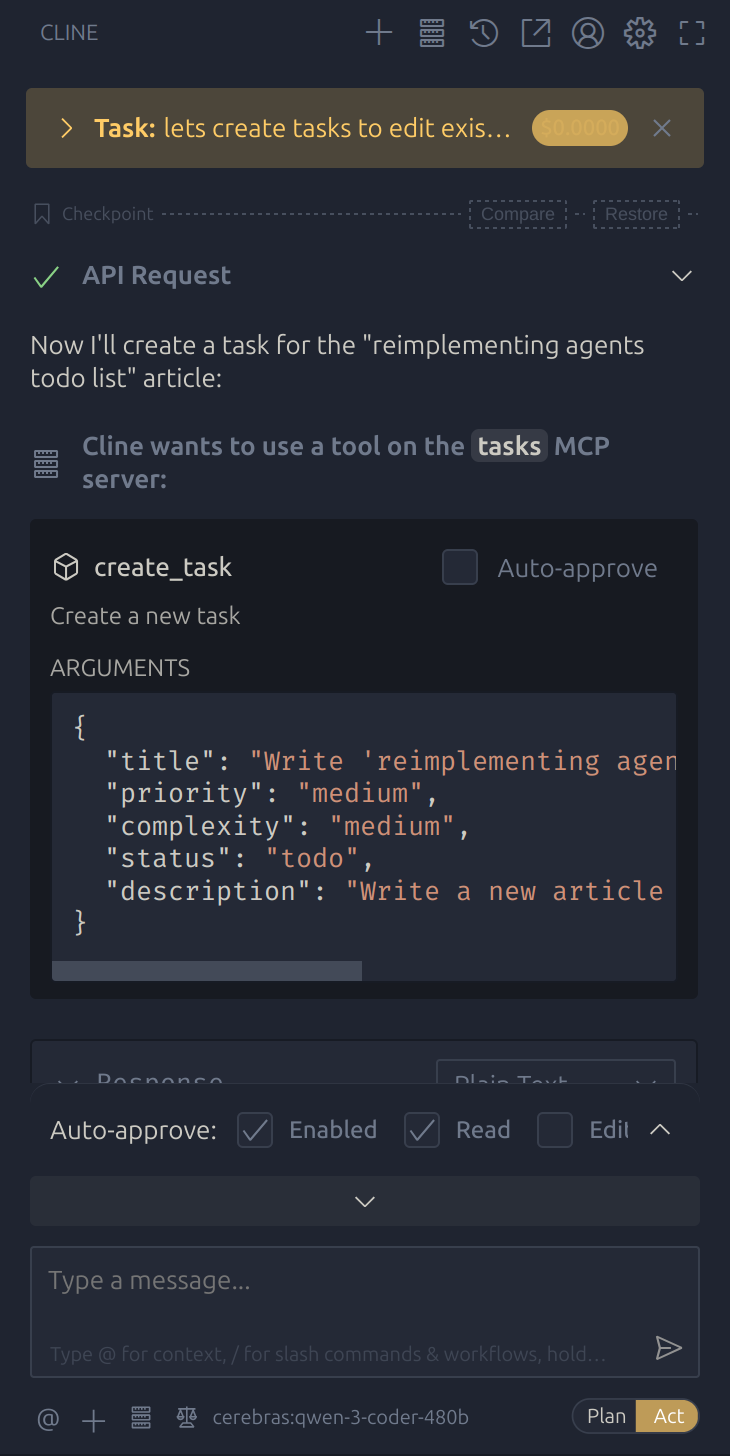 CLINE
Task: lets create tasks to edit exis... $0.0000
Checkpoint Compare Restore
API Request
Now I'll create a task for the "reimplementing agents
todo list" article:
Cline wants to use a tool on the tasks MCP
server:
create_task Auto-approve
Create a new task
ARGUMENTS
{
"title": "Write 'reimplementing agen
"priority": "medium",
"complexity": "medium",
"status": "todo",
"description": "Write a new article
}
Response Plain Text
Auto-approve: Enabled Read Edit
Type a message...
Type @ for context, / for slash commands & workflows, hold...
@ cerebras:qwen-3-coder-480b Plan Act